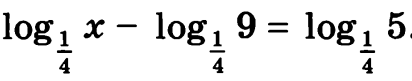 log_{1/4} x − log_{1/4} 9 = log_{1/4} 5.